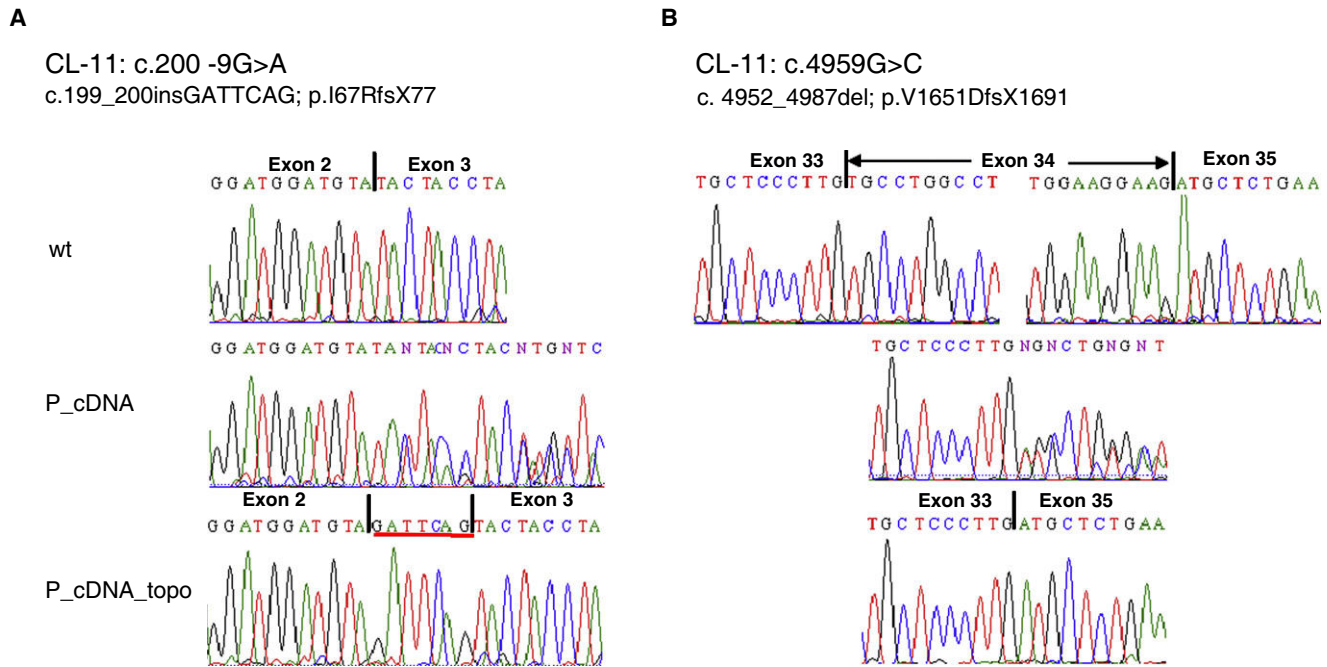 A
CL-11: c.200 -9G>A
c.199_200insGATTCAG; p.I67RfsX77
Exon 2 Exon 3
GGATGGATGTATACTACCTA
wt
GGATGGATGTATANTACNCTACNTGNTC
P_cDNA
Exon 2 Exon 3
GGATGGATGTAGATTCAGTACTACCTA
P_cDNA_topo
B
CL-11: c.4959G>C
c. 4952_4987del; p.V1651DfsX1691
Exon 33 Exon 34 Exon 35
TGCTCCCTTGTGCCTGGCCT TGGAAGGAAGATGCTCTGAA
TGCTCCCTTGNGNCTGNGNT
Exon 33 Exon 35
TGCTCCCTTGATGCTCTGAA